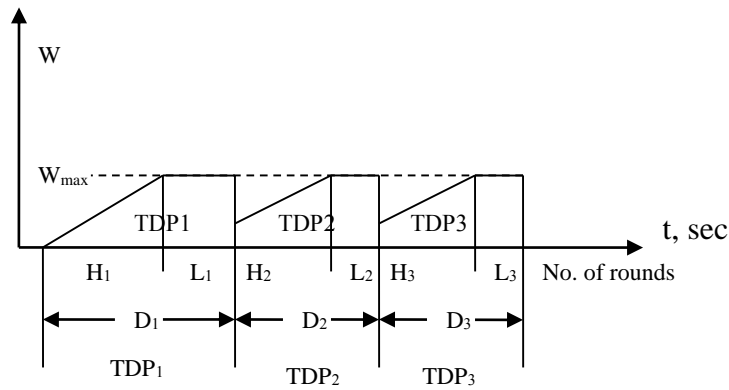 W
Wmax
TDP1 TDP2 TDP3
t, sec
H1 L1 H2 L2 H3 L3 No. of rounds
D1 D2 D3
TDP1 TDP2 TDP3